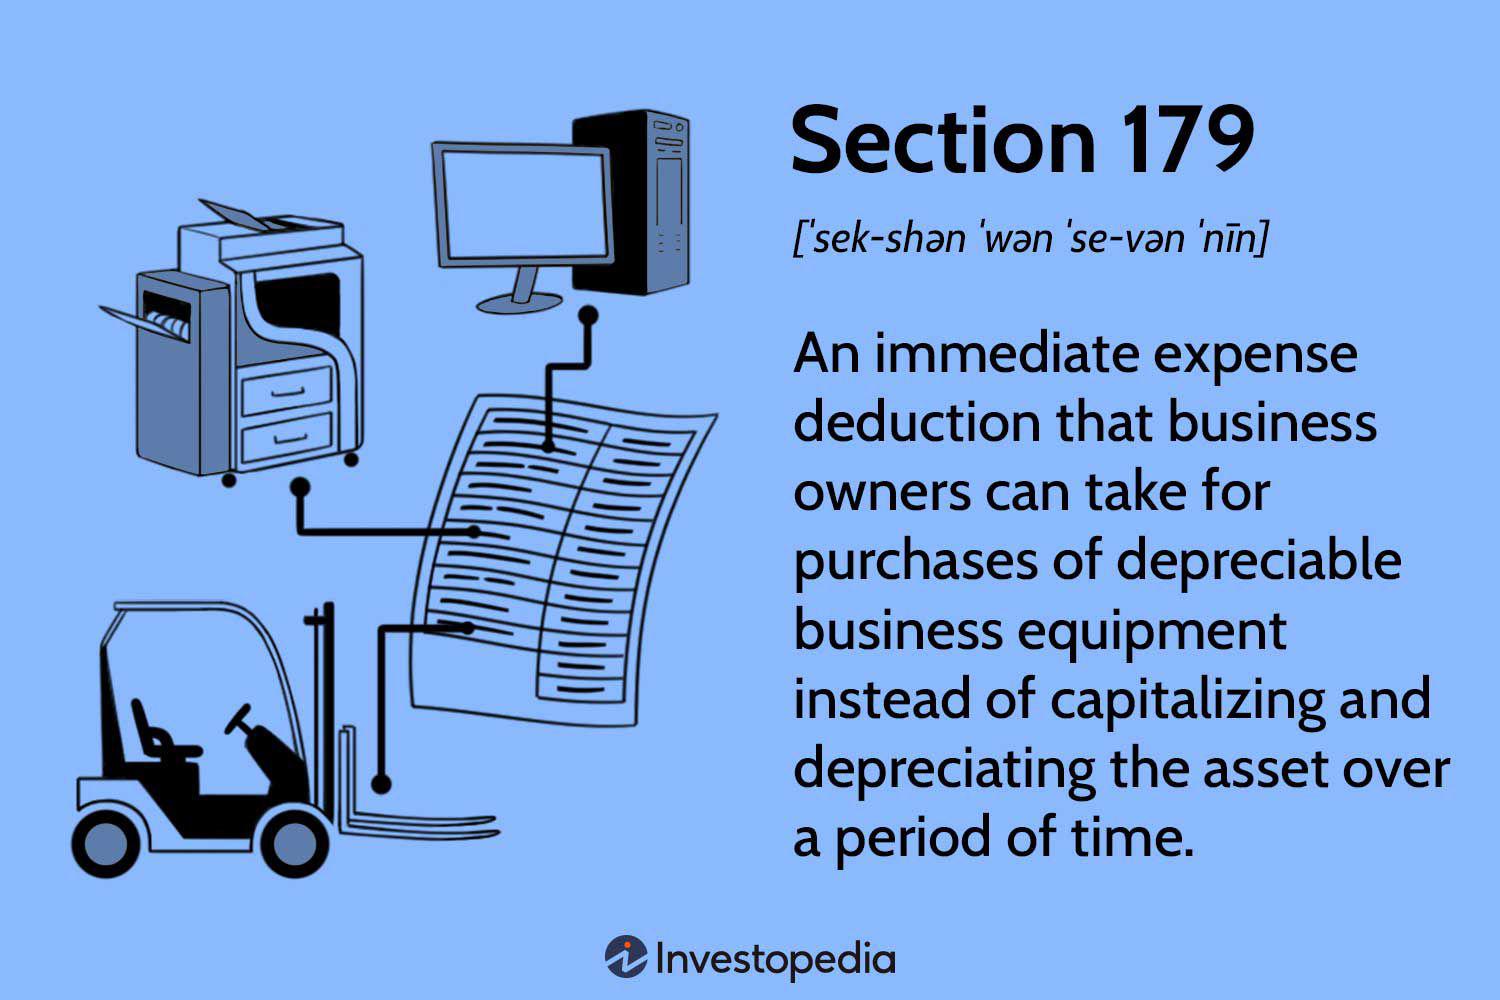 Section 179
[ˈsek-shən ˈwən ˈse-vən ˈnīn]
An immediate expense
deduction that business
owners can take for
purchases of depreciable
business equipment
instead of capitalizing and
depreciating the asset over
a period of time.
Investopedia